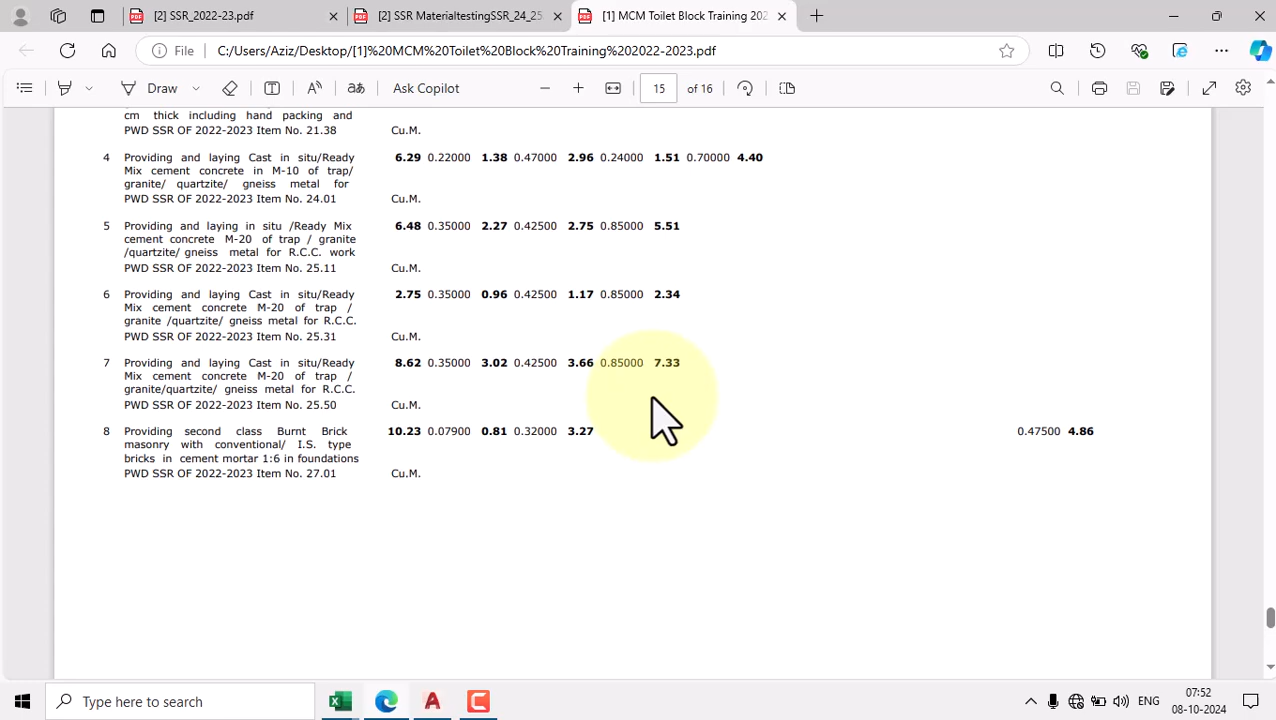 [2] SSR_2022-23.pdf
[2] SSR MaterialtestingSSR_24_25
[1] MCM Toilet Block Training 202
File
C:/Users/Aziz/Desktop/[1]%20MCM%20Toilet%20Block%20Training%202022-2023.pdf
Draw
Ask Copilot
15
of 16
cm thick including hand packing and
PWD SSR OF 2022-2023 Item No. 21.38 Cu.M.
4 Providing and laying Cast in situ/Ready 6.29 0.22000 1.38 0.47000 2.96 0.24000 1.51 0.70000 4.40
Mix cement concrete in M-10 of trap/
granite/ quartzite/ gneiss metal for
PWD SSR OF 2022-2023 Item No. 24.01 Cu.M.
5 Providing and laying in situ /Ready Mix 6.48 0.35000 2.27 0.42500 2.75 0.85000 5.51
cement concrete M-20 of trap / granite
/quartzite/ gneiss metal for R.C.C. work
PWD SSR OF 2022-2023 Item No. 25.11 Cu.M.
6 Providing and laying Cast in situ/Ready 2.75 0.35000 0.96 0.42500 1.17 0.85000 2.34
Mix cement concrete M-20 of trap /
granite /quartzite/ gneiss metal for R.C.C.
PWD SSR OF 2022-2023 Item No. 25.31 Cu.M.
7 Providing and laying Cast in situ/Ready 8.62 0.35000 3.02 0.42500 3.66 0.85000 7.33
Mix cement concrete M-20 of trap /
granite/quartzite/ gneiss metal for R.C.C.
PWD SSR OF 2022-2023 Item No. 25.50 Cu.M.
8 Providing second class Burnt Brick 10.23 0.07900 0.81 0.32000 3.27 0.47500 4.86
masonry with conventional/ I.S. type
bricks in cement mortar 1:6 in foundations
PWD SSR OF 2022-2023 Item No. 27.01 Cu.M.
Type here to search
ENG
07:52
08-10-2024